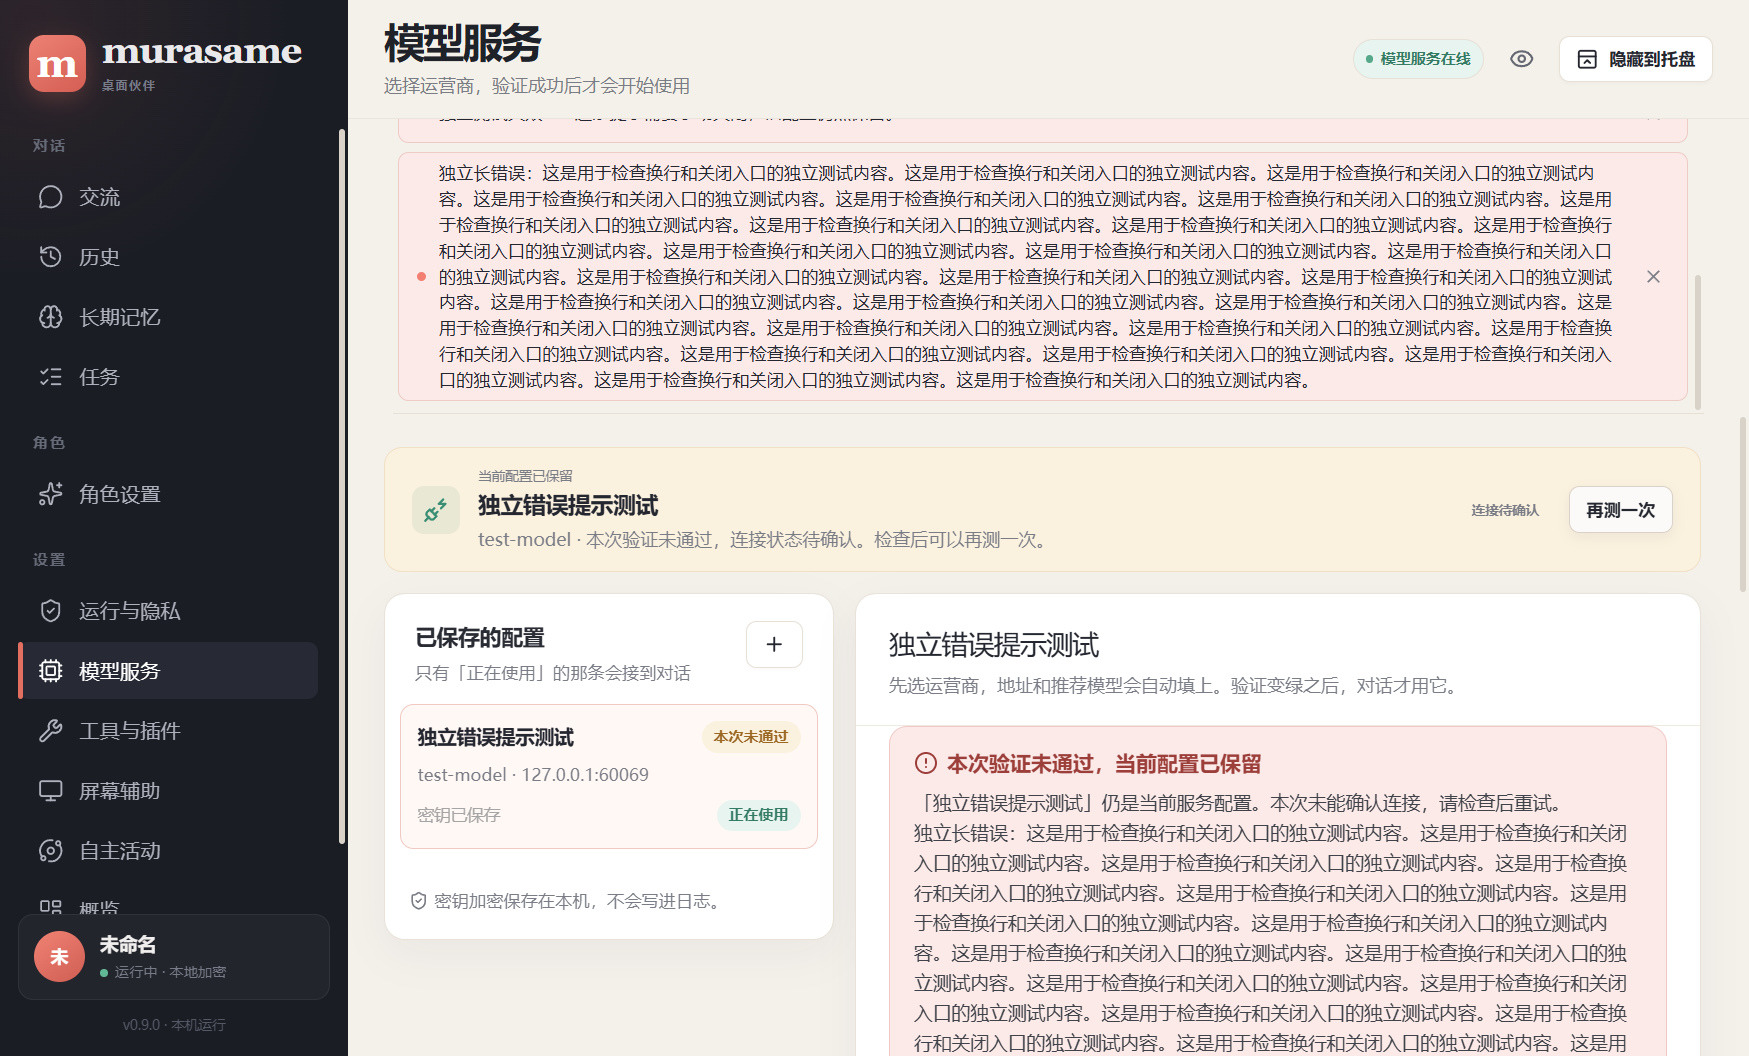 m
murasame
桌面伙伴
对话
交流
历史
长期记忆
任务
角色
角色设置
设置
运行与隐私
模型服务
工具与插件
屏幕辅助
自主活动
概览
未
未命名
运行中 · 本地加密
v0.9.0 · 本机运行
模型服务
选择运营商，验证成功后才会开始使用
模型服务在线
隐藏到托盘
独立长错误：这是用于检查换行和关闭入口的独立测试内容。这是用于检查换行和关闭入口的独立测试内容。这是用于检查换行和关闭入口的独立测试内
容。这是用于检查换行和关闭入口的独立测试内容。这是用于检查换行和关闭入口的独立测试内容。这是用于检查换行和关闭入口的独立测试内容。这是用
于检查换行和关闭入口的独立测试内容。这是用于检查换行和关闭入口的独立测试内容。这是用于检查换行和关闭入口的独立测试内容。这是用于检查换行
和关闭入口的独立测试内容。这是用于检查换行和关闭入口的独立测试内容。这是用于检查换行和关闭入口的独立测试内容。这是用于检查换行和关闭入口
的独立测试内容。这是用于检查换行和关闭入口的独立测试内容。这是用于检查换行和关闭入口的独立测试内容。这是用于检查换行和关闭入口的独立测试
内容。这是用于检查换行和关闭入口的独立测试内容。这是用于检查换行和关闭入口的独立测试内容。这是用于检查换行和关闭入口的独立测试内容。这是
用于检查换行和关闭入口的独立测试内容。这是用于检查换行和关闭入口的独立测试内容。这是用于检查换行和关闭入口的独立测试内容。这是用于检查换
行和关闭入口的独立测试内容。这是用于检查换行和关闭入口的独立测试内容。这是用于检查换行和关闭入口的独立测试内容。这是用于检查换行和关闭入
口的独立测试内容。这是用于检查换行和关闭入口的独立测试内容。这是用于检查换行和关闭入口的独立测试内容。
当前配置已保留
独立错误提示测试
test-model · 本次验证未通过，连接状态待确认。检查后可以再测一次。
连接待确认
再测一次
已保存的配置
只有「正在使用」的那条会接到对话
独立错误提示测试
本次未通过
test-model · 127.0.0.1:60069
密钥已保存
正在使用
密钥加密保存在本机，不会写进日志。
独立错误提示测试
先选运营商，地址和推荐模型会自动填上。验证变绿之后，对话才用它。
本次验证未通过，当前配置已保留
「独立错误提示测试」仍是当前服务配置。本次未能确认连接，请检查后重试。
独立长错误：这是用于检查换行和关闭入口的独立测试内容。这是用于检查换行和关闭
入口的独立测试内容。这是用于检查换行和关闭入口的独立测试内容。这是用于检查换
行和关闭入口的独立测试内容。这是用于检查换行和关闭入口的独立测试内容。这是用
于检查换行和关闭入口的独立测试内容。这是用于检查换行和关闭入口的独立测试内
容。这是用于检查换行和关闭入口的独立测试内容。这是用于检查换行和关闭入口的独
立测试内容。这是用于检查换行和关闭入口的独立测试内容。这是用于检查换行和关闭
入口的独立测试内容。这是用于检查换行和关闭入口的独立测试内容。这是用于检查换
行和关闭入口的独立测试内容。这是用于检查换行和关闭入口的独立测试内容。这是用